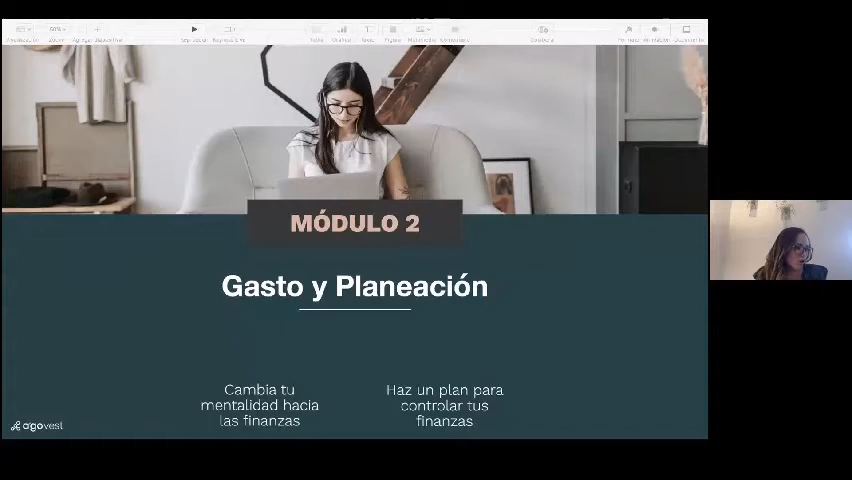 MÓDULO 2
Gasto y Planeación
Cambia tu
mentalidad hacia
las finanzas
Haz un plan para
controlar tus
finanzas
agovest